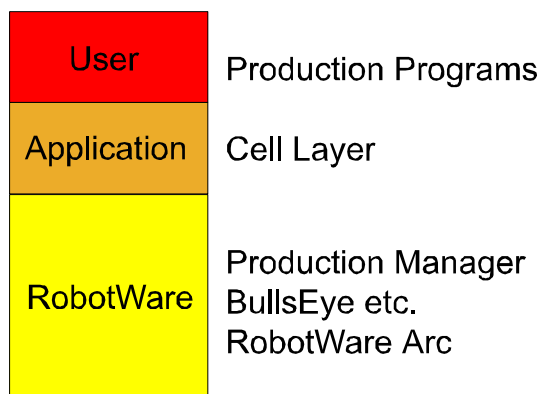 User
Production Programs
Application
Cell Layer
RobotWare
Production Manager
BullsEye etc.
RobotWare Arc